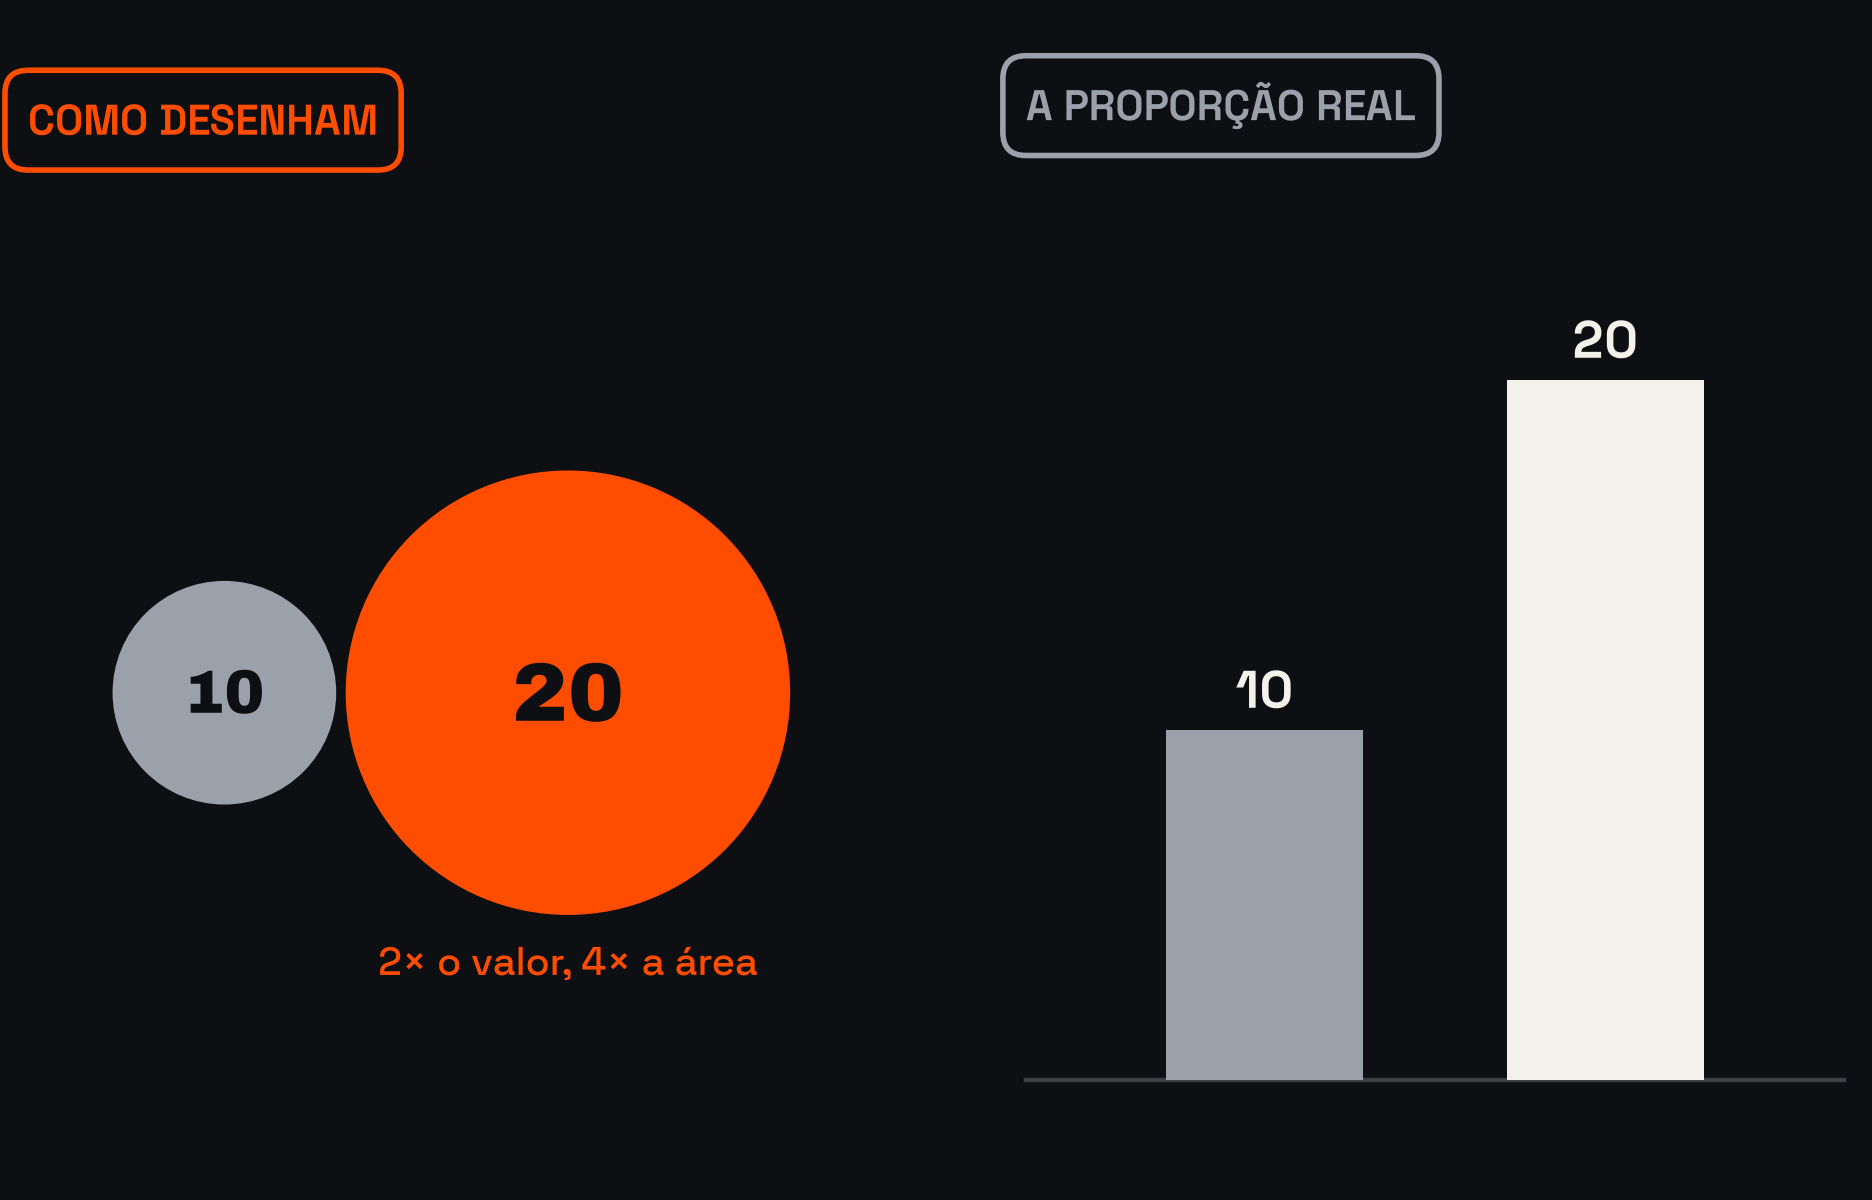 COMO DESENHAM
10
20
2× o valor, 4× a área
A PROPORÇÃO REAL
20
10